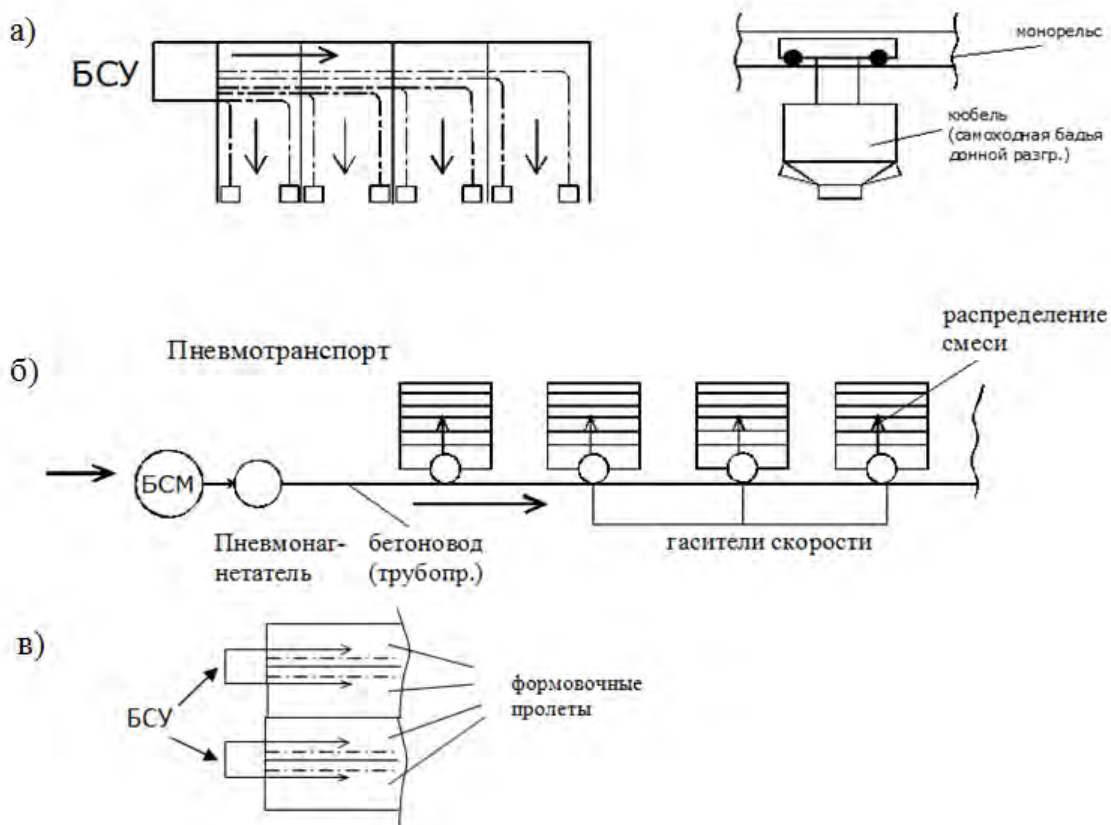 а)
БСУ
монорельс
кюбель
(самоходная бадья
донной разгр.)
б)
Пневмотранспорт
распределение
смеси
БСМ
Пневмонаг-
нетатель
бетоновод
(трубопр.)
гасители скорости
в)
БСУ
формовочные
пролеты